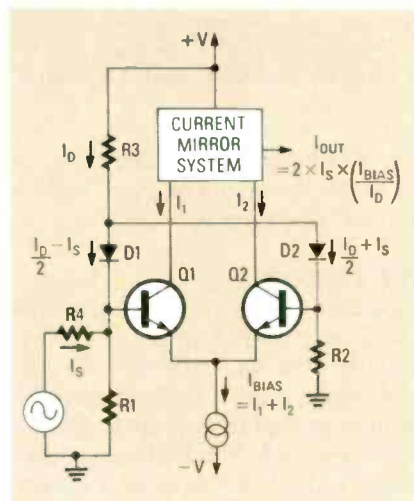 +V
CURRENT
MIRROR
SYSTEM
I_OUT
= 2 × I_S × (I_BIAS / I_D)
I_D
R3
I_1
I_2
I_D/2 − I_S
D1
D2
I_D/2 + I_S
Q1
Q2
R4
I_S
R1
R2
I_BIAS
= I_1 + I_2
−V